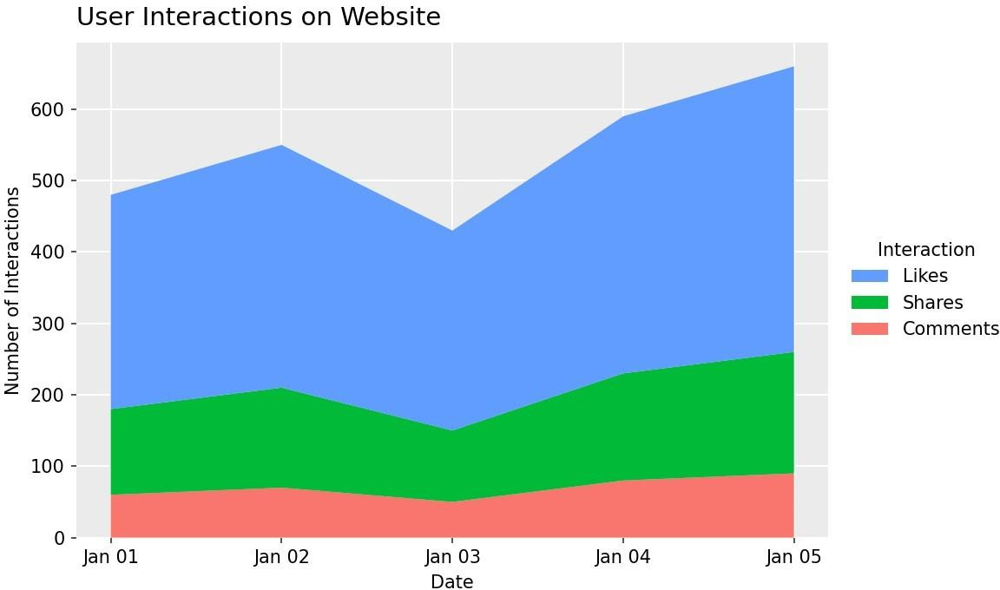 User Interactions on Website
Number of Interactions
600
500
400
300
200
100
0
Jan 01
Jan 02
Jan 03
Jan 04
Jan 05
Date
Interaction
Likes
Shares
Comments